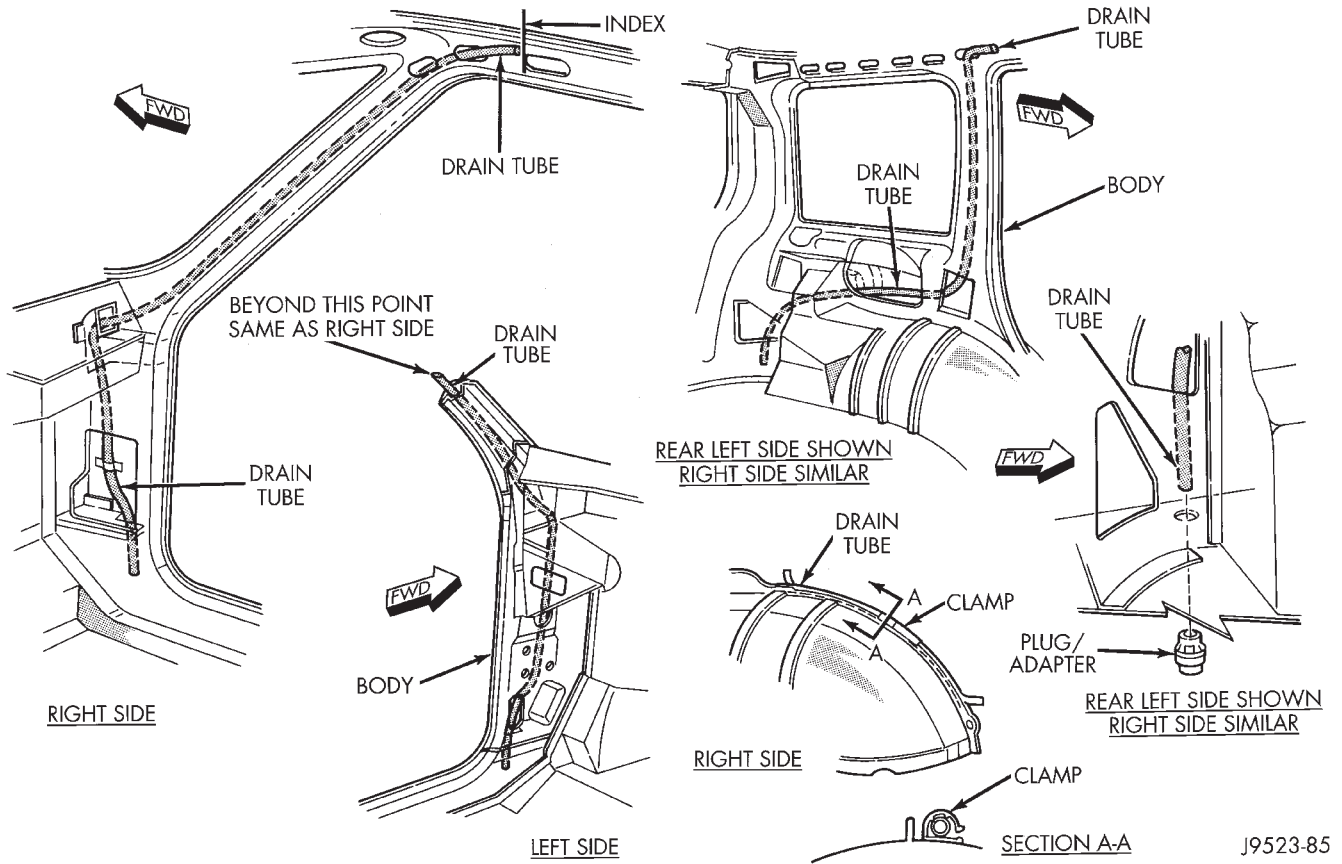 INDEX
DRAIN TUBE
FWD
DRAIN
TUBE
RIGHT SIDE
BEYOND THIS POINT
SAME AS RIGHT SIDE
DRAIN
TUBE
FWD
BODY
LEFT SIDE
DRAIN
TUBE
FWD
DRAIN
TUBE
BODY
REAR LEFT SIDE SHOWN
RIGHT SIDE SIMILAR
DRAIN
TUBE
FWD
PLUG/
ADAPTER
REAR LEFT SIDE SHOWN
RIGHT SIDE SIMILAR
DRAIN
TUBE
A
CLAMP
A
RIGHT SIDE
CLAMP
SECTION A-A
J9523-85